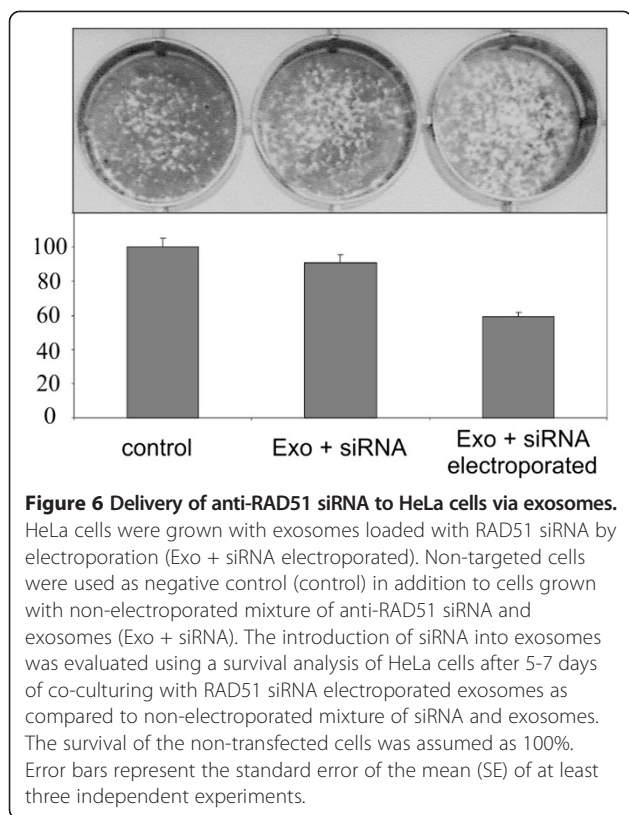 100
80
60
40
20
0
control
Exo + siRNA
Exo + siRNA
electroporated
Figure 6 Delivery of anti-RAD51 siRNA to HeLa cells via exosomes.
HeLa cells were grown with exosomes loaded with RAD51 siRNA by
electroporation (Exo + siRNA electroporated). Non-targeted cells
were used as negative control (control) in addition to cells grown
with non-electroporated mixture of anti-RAD51 siRNA and
exosomes (Exo + siRNA). The introduction of siRNA into exosomes
was evaluated using a survival analysis of HeLa cells after 5-7 days
of co-culturing with RAD51 siRNA electroporated exosomes as
compared to non-electroporated mixture of siRNA and exosomes.
The survival of the non-transfected cells was assumed as 100%.
Error bars represent the standard error of the mean (SE) of at least
three independent experiments.